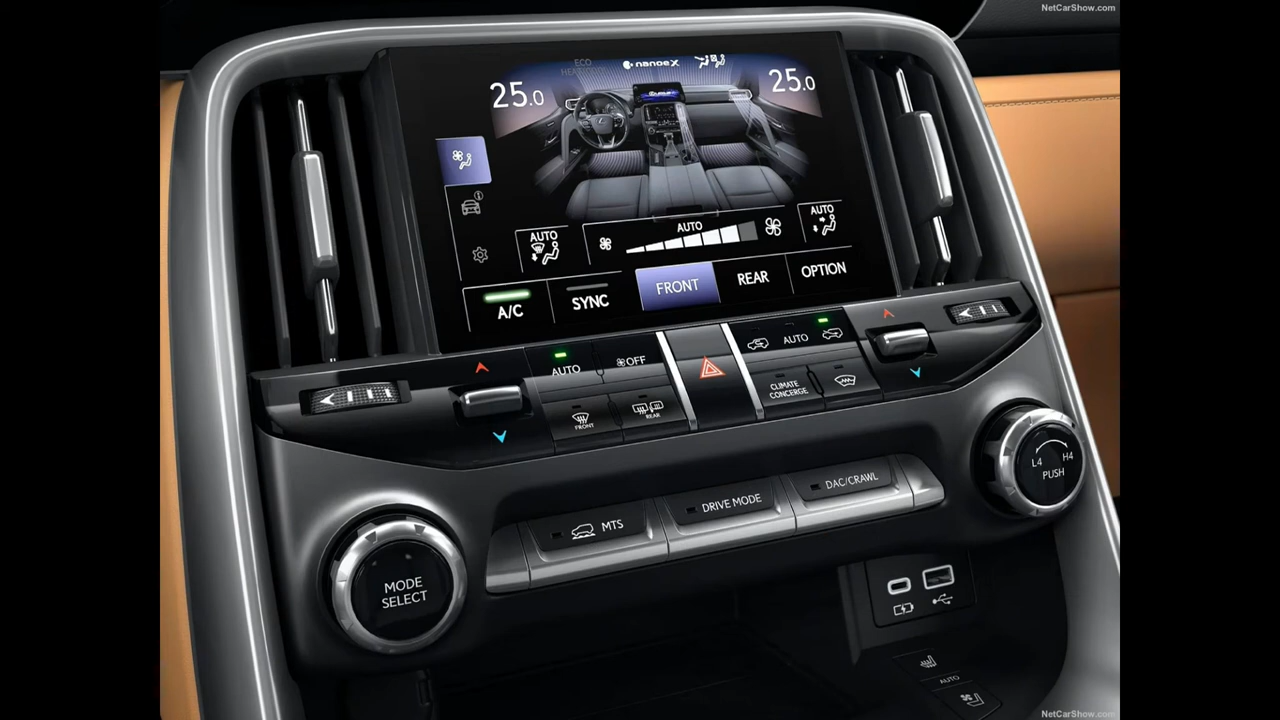 NetCarShow.com
ECO
nanoeX
25.0
25.0
AUTO
AUTO
AUTO
A/C
SYNC
FRONT
REAR
OPTION
AUTO
OFF
AUTO
FRONT
REAR
CLIMATE
CONCIERGE
L4 H4
PUSH
MTS
DRIVE MODE
DAC/CRAWL
MODE
SELECT
AUTO
NetCarShow.com